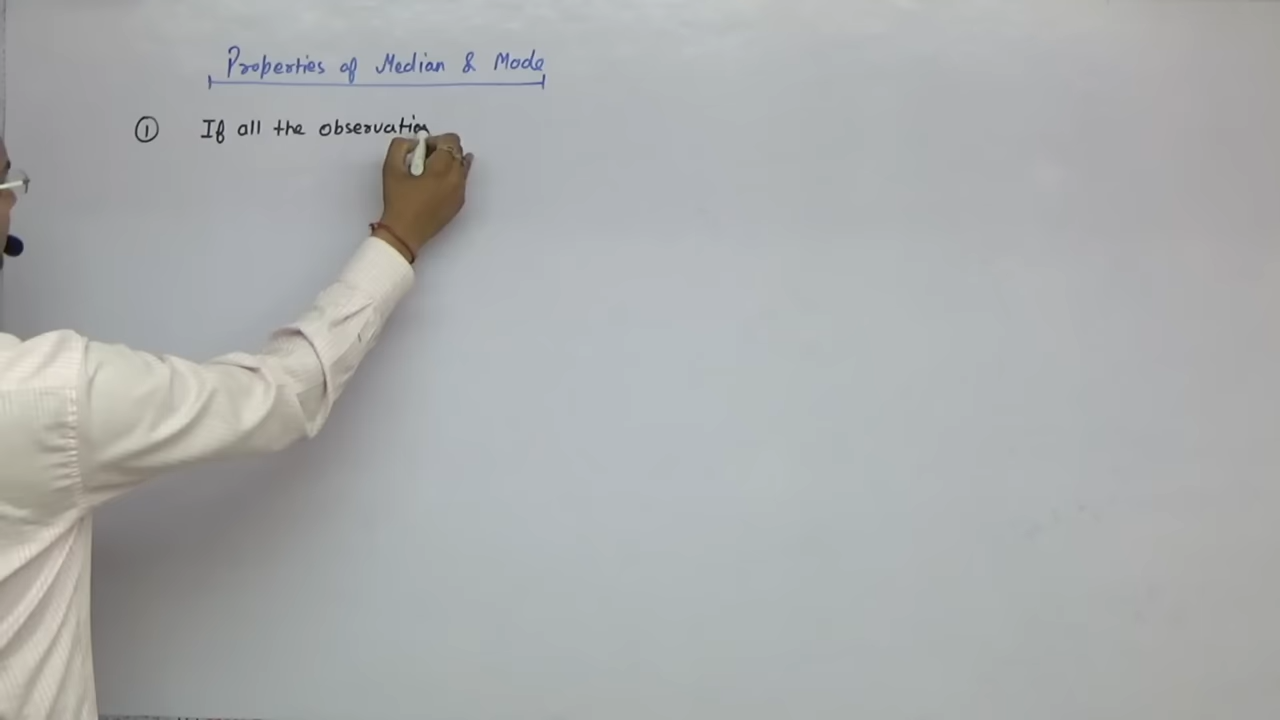 Properties of Median & Mode
① If all the observation